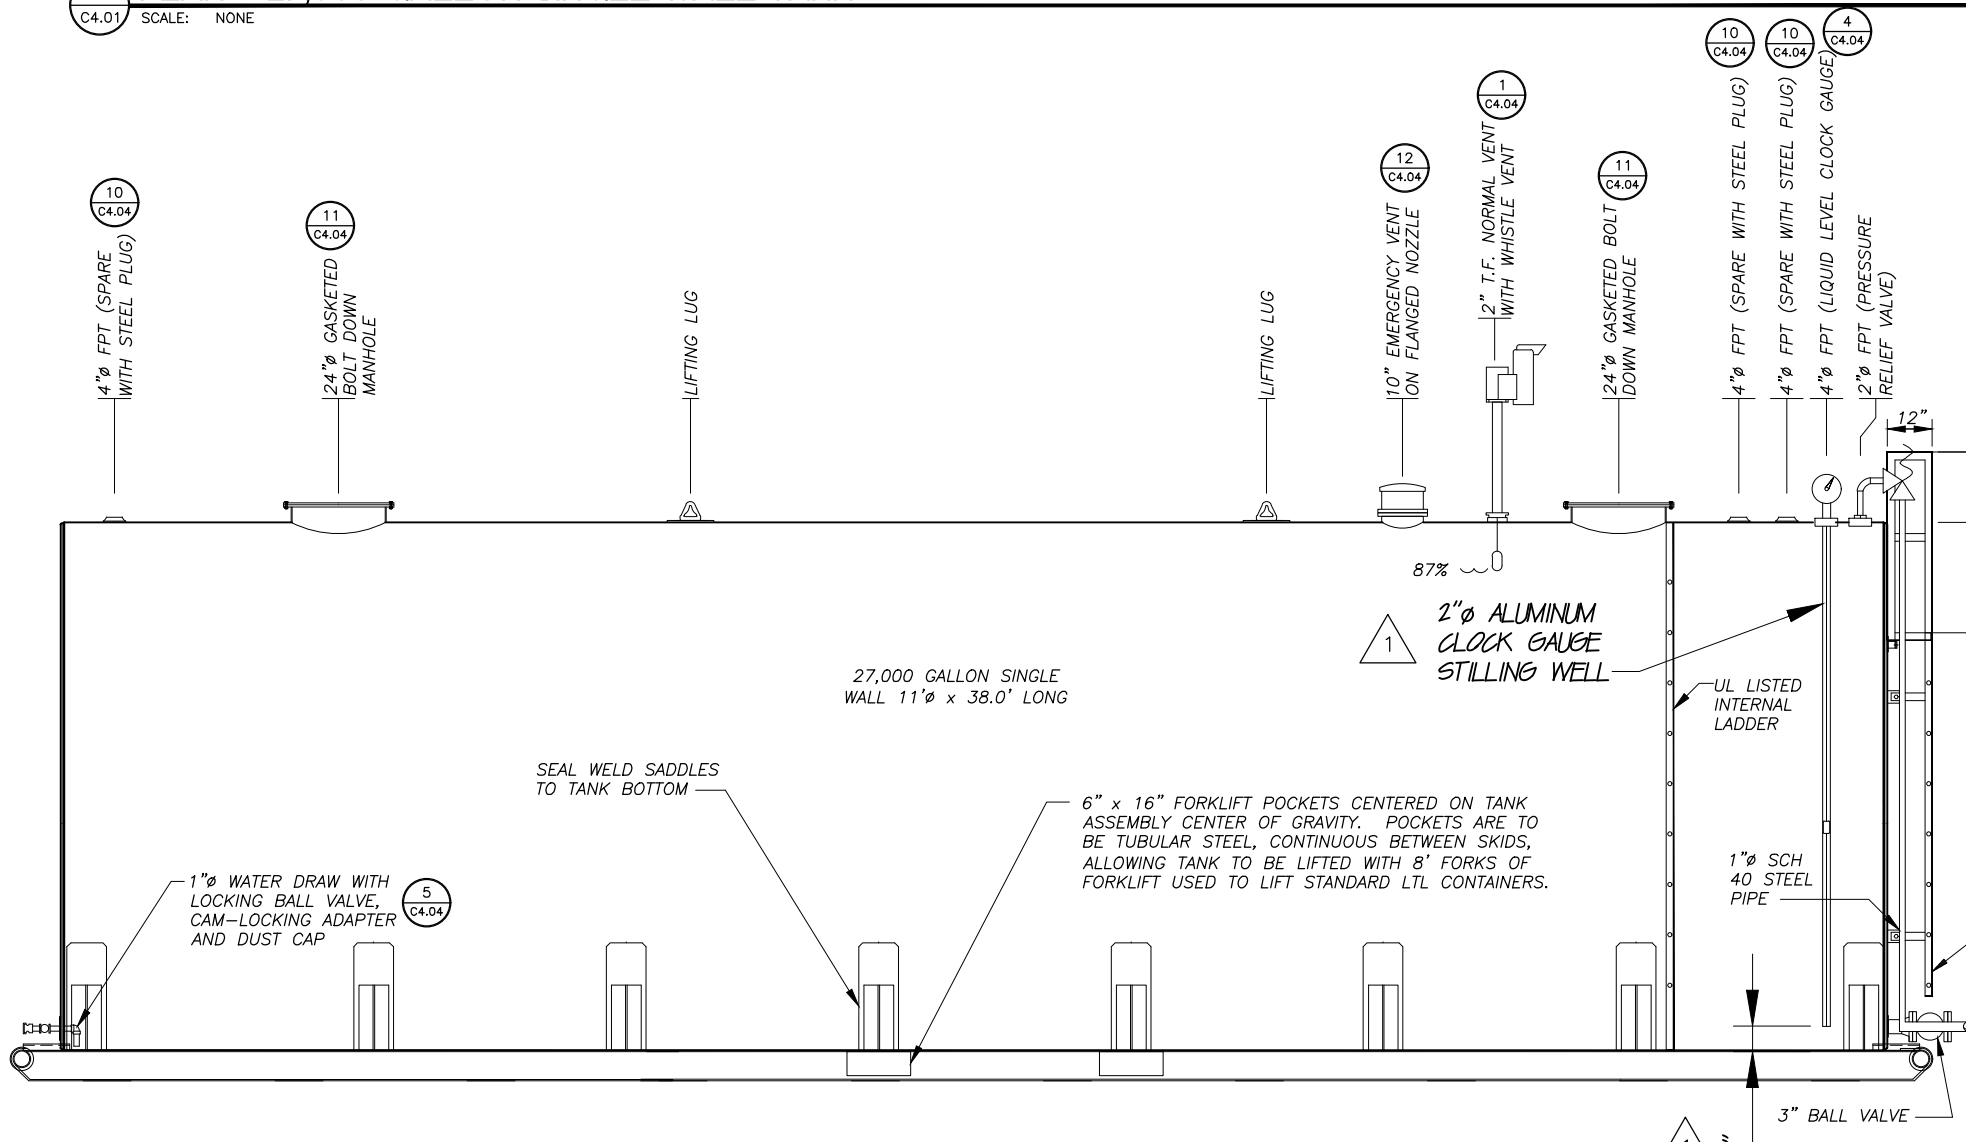 C4.01 SCALE: NONE
10
C4.04
4"ø FPT (SPARE
WITH STEEL PLUG)
11
C4.04
24"ø GASKETED
BOLT DOWN
MANHOLE
LIFTING LUG
LIFTING LUG
12
C4.04
10" EMERGENCY VENT
ON FLANGED NOZZLE
1
C4.04
2" T.F. NORMAL VENT
WITH WHISTLE VENT
11
C4.04
24"ø GASKETED BOLT
DOWN MANHOLE
10
C4.04
4"ø FPT (SPARE WITH STEEL PLUG)
10
C4.04
4"ø FPT (SPARE WITH STEEL PLUG)
4
C4.04
4"ø FPT (LIQUID LEVEL CLOCK GAUGE)
2"ø FPT (PRESSURE
RELIEF VALVE)
12"
87%
1
2"ø ALUMINUM
CLOCK GAUGE
STILLING WELL
27,000 GALLON SINGLE
WALL 11'ø x 38.0' LONG
UL LISTED
INTERNAL
LADDER
SEAL WELD SADDLES
TO TANK BOTTOM
6" x 16" FORKLIFT POCKETS CENTERED ON TANK
ASSEMBLY CENTER OF GRAVITY. POCKETS ARE TO
BE TUBULAR STEEL, CONTINUOUS BETWEEN SKIDS,
ALLOWING TANK TO BE LIFTED WITH 8' FORKS OF
FORKLIFT USED TO LIFT STANDARD LTL CONTAINERS.
1"ø SCH
40 STEEL
PIPE
1"ø WATER DRAW WITH
LOCKING BALL VALVE,
CAM-LOCKING ADAPTER
AND DUST CAP
5
C4.04
3" BALL VALVE